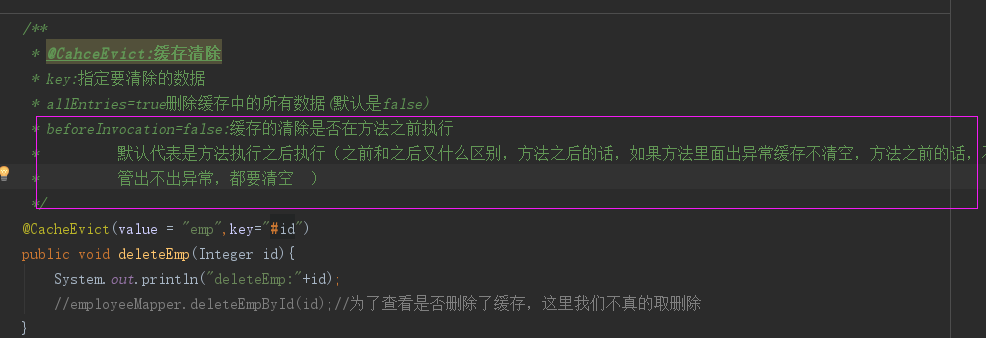 /**
* @CahceEvict:缓存清除
* key:指定要清除的数据
* allEntries=true删除缓存中的所有数据(默认是false)
* beforeInvocation=false:缓存的清除是否在方法之前执行
* 默认代表是方法执行之后执行（之前和之后又什么区别，方法之后的话，如果方法里面出异常缓存不清空，方法之前的话，
* 管出不出异常，都要清空 ）
*/
@CacheEvict(value = "emp",key="#id")
public void deleteEmp(Integer id){
System.out.println("deleteEmp:"+id);
//employeeMapper.deleteEmpById(id);//为了查看是否删除了缓存，这里我们不真的取删除
}